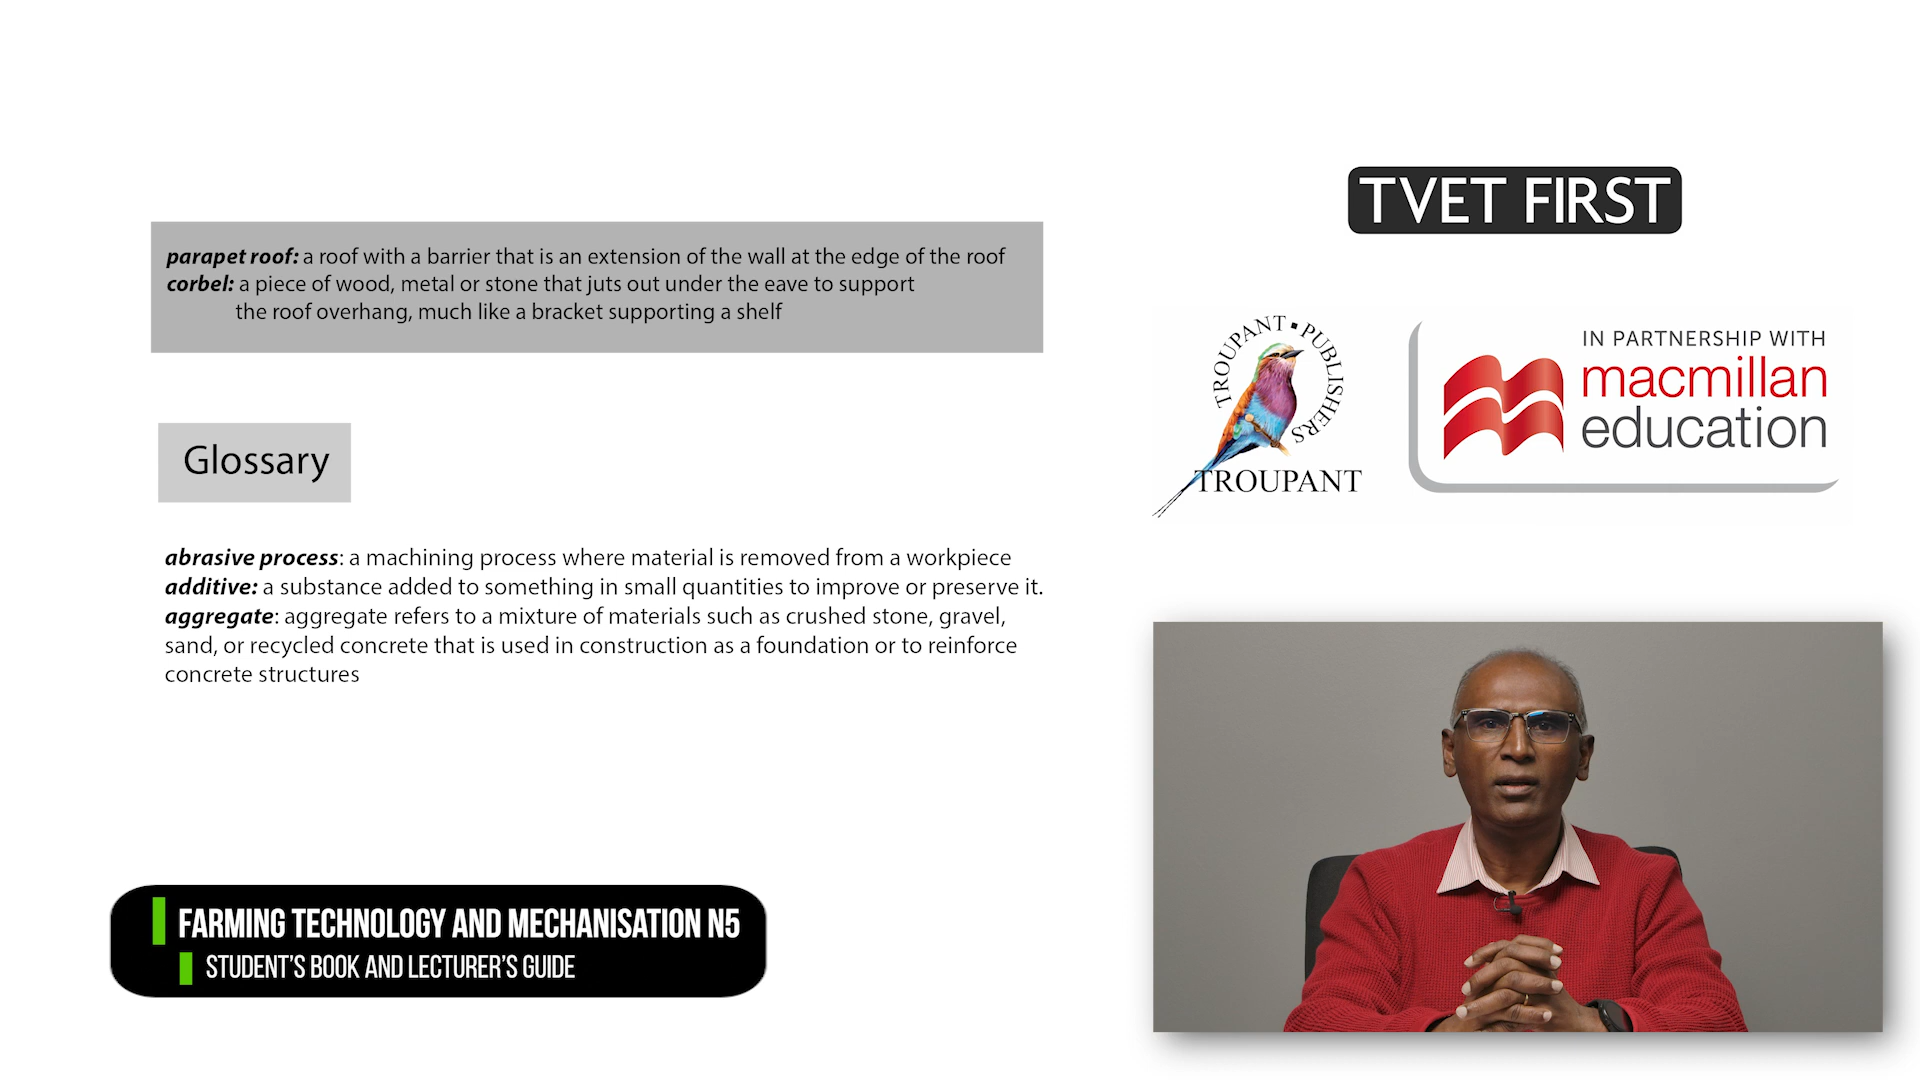 parapet roof: a roof with a barrier that is an extension of the wall at the edge of the roof
corbel: a piece of wood, metal or stone that juts out under the eave to support
the roof overhang, much like a bracket supporting a shelf
Glossary
abrasive process: a machining process where material is removed from a workpiece
additive: a substance added to something in small quantities to improve or preserve it.
aggregate: aggregate refers to a mixture of materials such as crushed stone, gravel,
sand, or recycled concrete that is used in construction as a foundation or to reinforce
concrete structures
FARMING TECHNOLOGY AND MECHANISATION N5
STUDENT'S BOOK AND LECTURER'S GUIDE
TVET FIRST
TROUPANT ▪ PUBLISHERS
TROUPANT
IN PARTNERSHIP WITH
macmillan
education